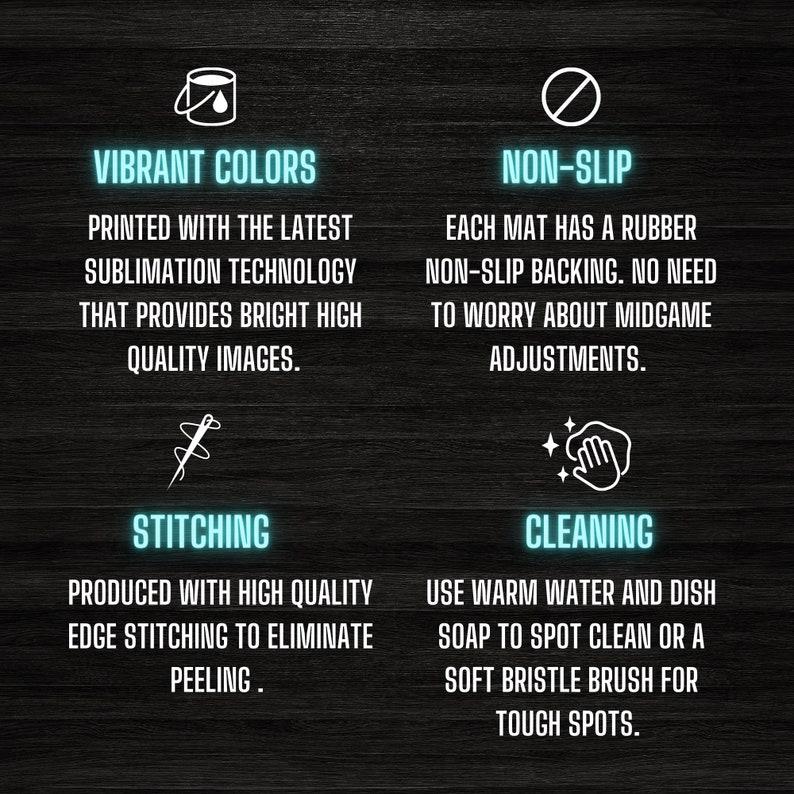 VIBRANT COLORS
PRINTED WITH THE LATEST
SUBLIMATION TECHNOLOGY
THAT PROVIDES BRIGHT HIGH
QUALITY IMAGES.
NON-SLIP
EACH MAT HAS A RUBBER
NON-SLIP BACKING. NO NEED
TO WORRY ABOUT MIDGAME
ADJUSTMENTS.
STITCHING
PRODUCED WITH HIGH QUALITY
EDGE STITCHING TO ELIMINATE
PEELING .
CLEANING
USE WARM WATER AND DISH
SOAP TO SPOT CLEAN OR A
SOFT BRISTLE BRUSH FOR
TOUGH SPOTS.